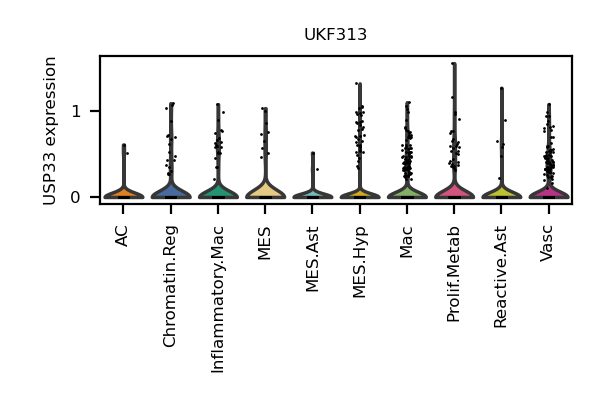 UKF313
USP33 expression
1
0
AC
Chromatin.Reg
Inflammatory.Mac
MES
MES.Ast
MES.Hyp
Mac
Prolif.Metab
Reactive.Ast
Vasc